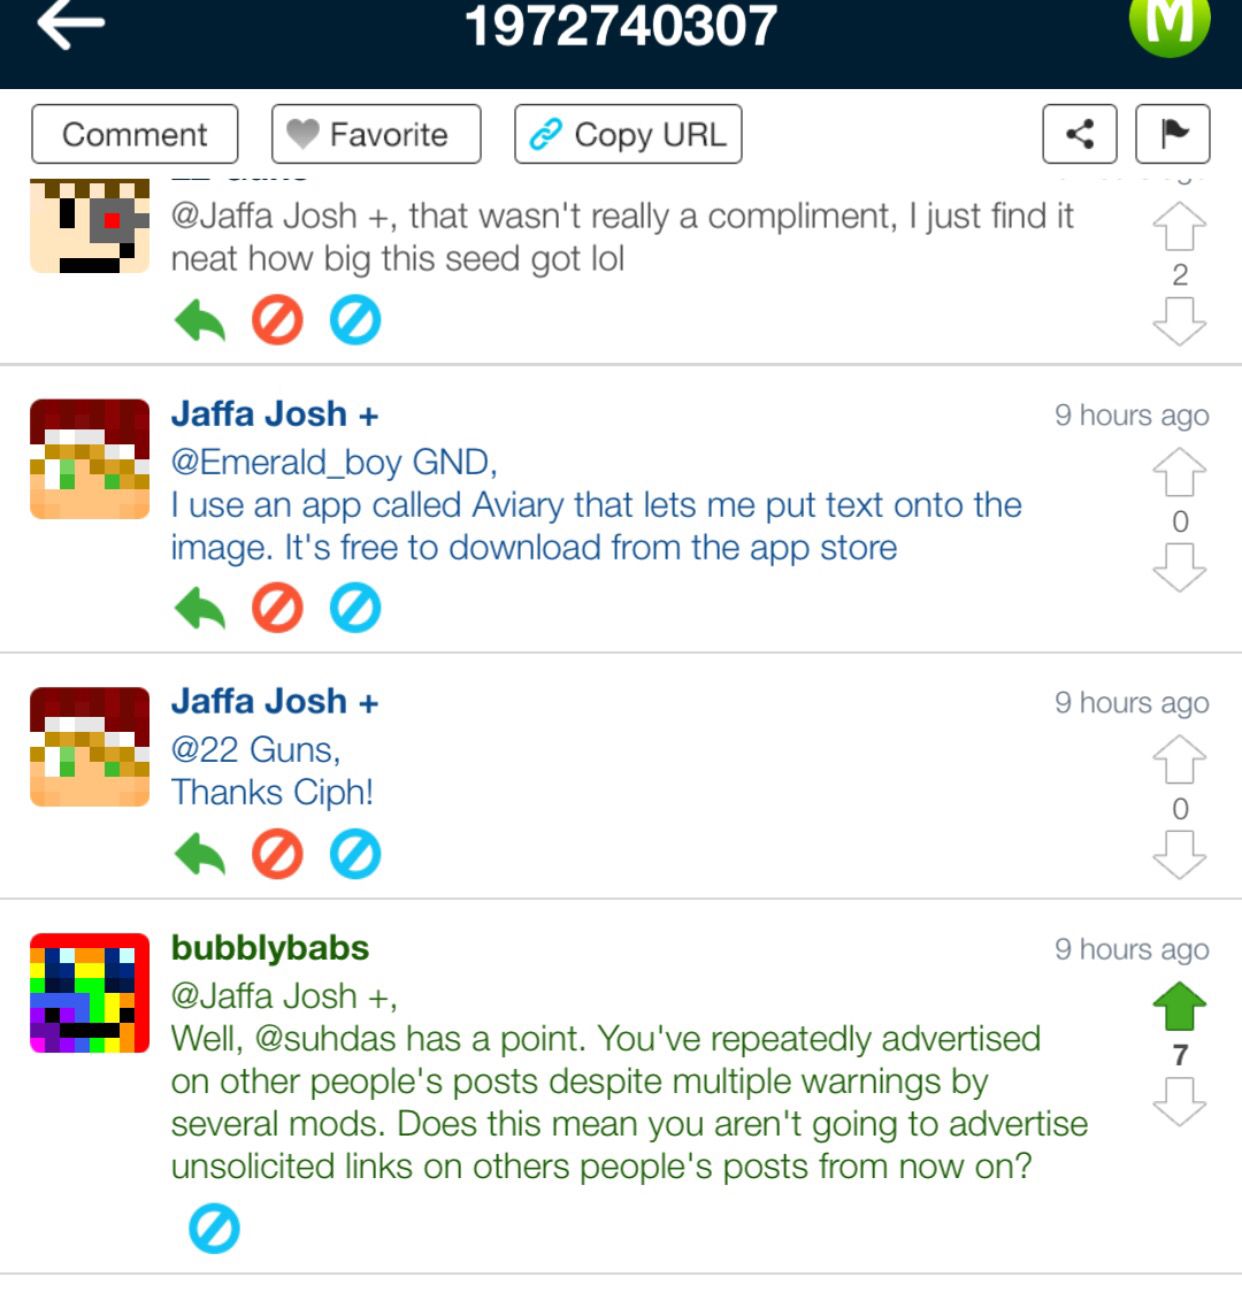 1972740307
M
Comment
Favorite
Copy URL
@Jaffa Josh +, that wasn't really a compliment, I just find it
neat how big this seed got lol
2
Jaffa Josh +
9 hours ago
@Emerald_boy GND,
I use an app called Aviary that lets me put text onto the
image. It's free to download from the app store
0
Jaffa Josh +
9 hours ago
@22 Guns,
Thanks Ciph!
0
bubblybabs
9 hours ago
@Jaffa Josh +,
Well, @suhdas has a point. You've repeatedly advertised
on other people's posts despite multiple warnings by
several mods. Does this mean you aren't going to advertise
unsolicited links on others people's posts from now on?
7